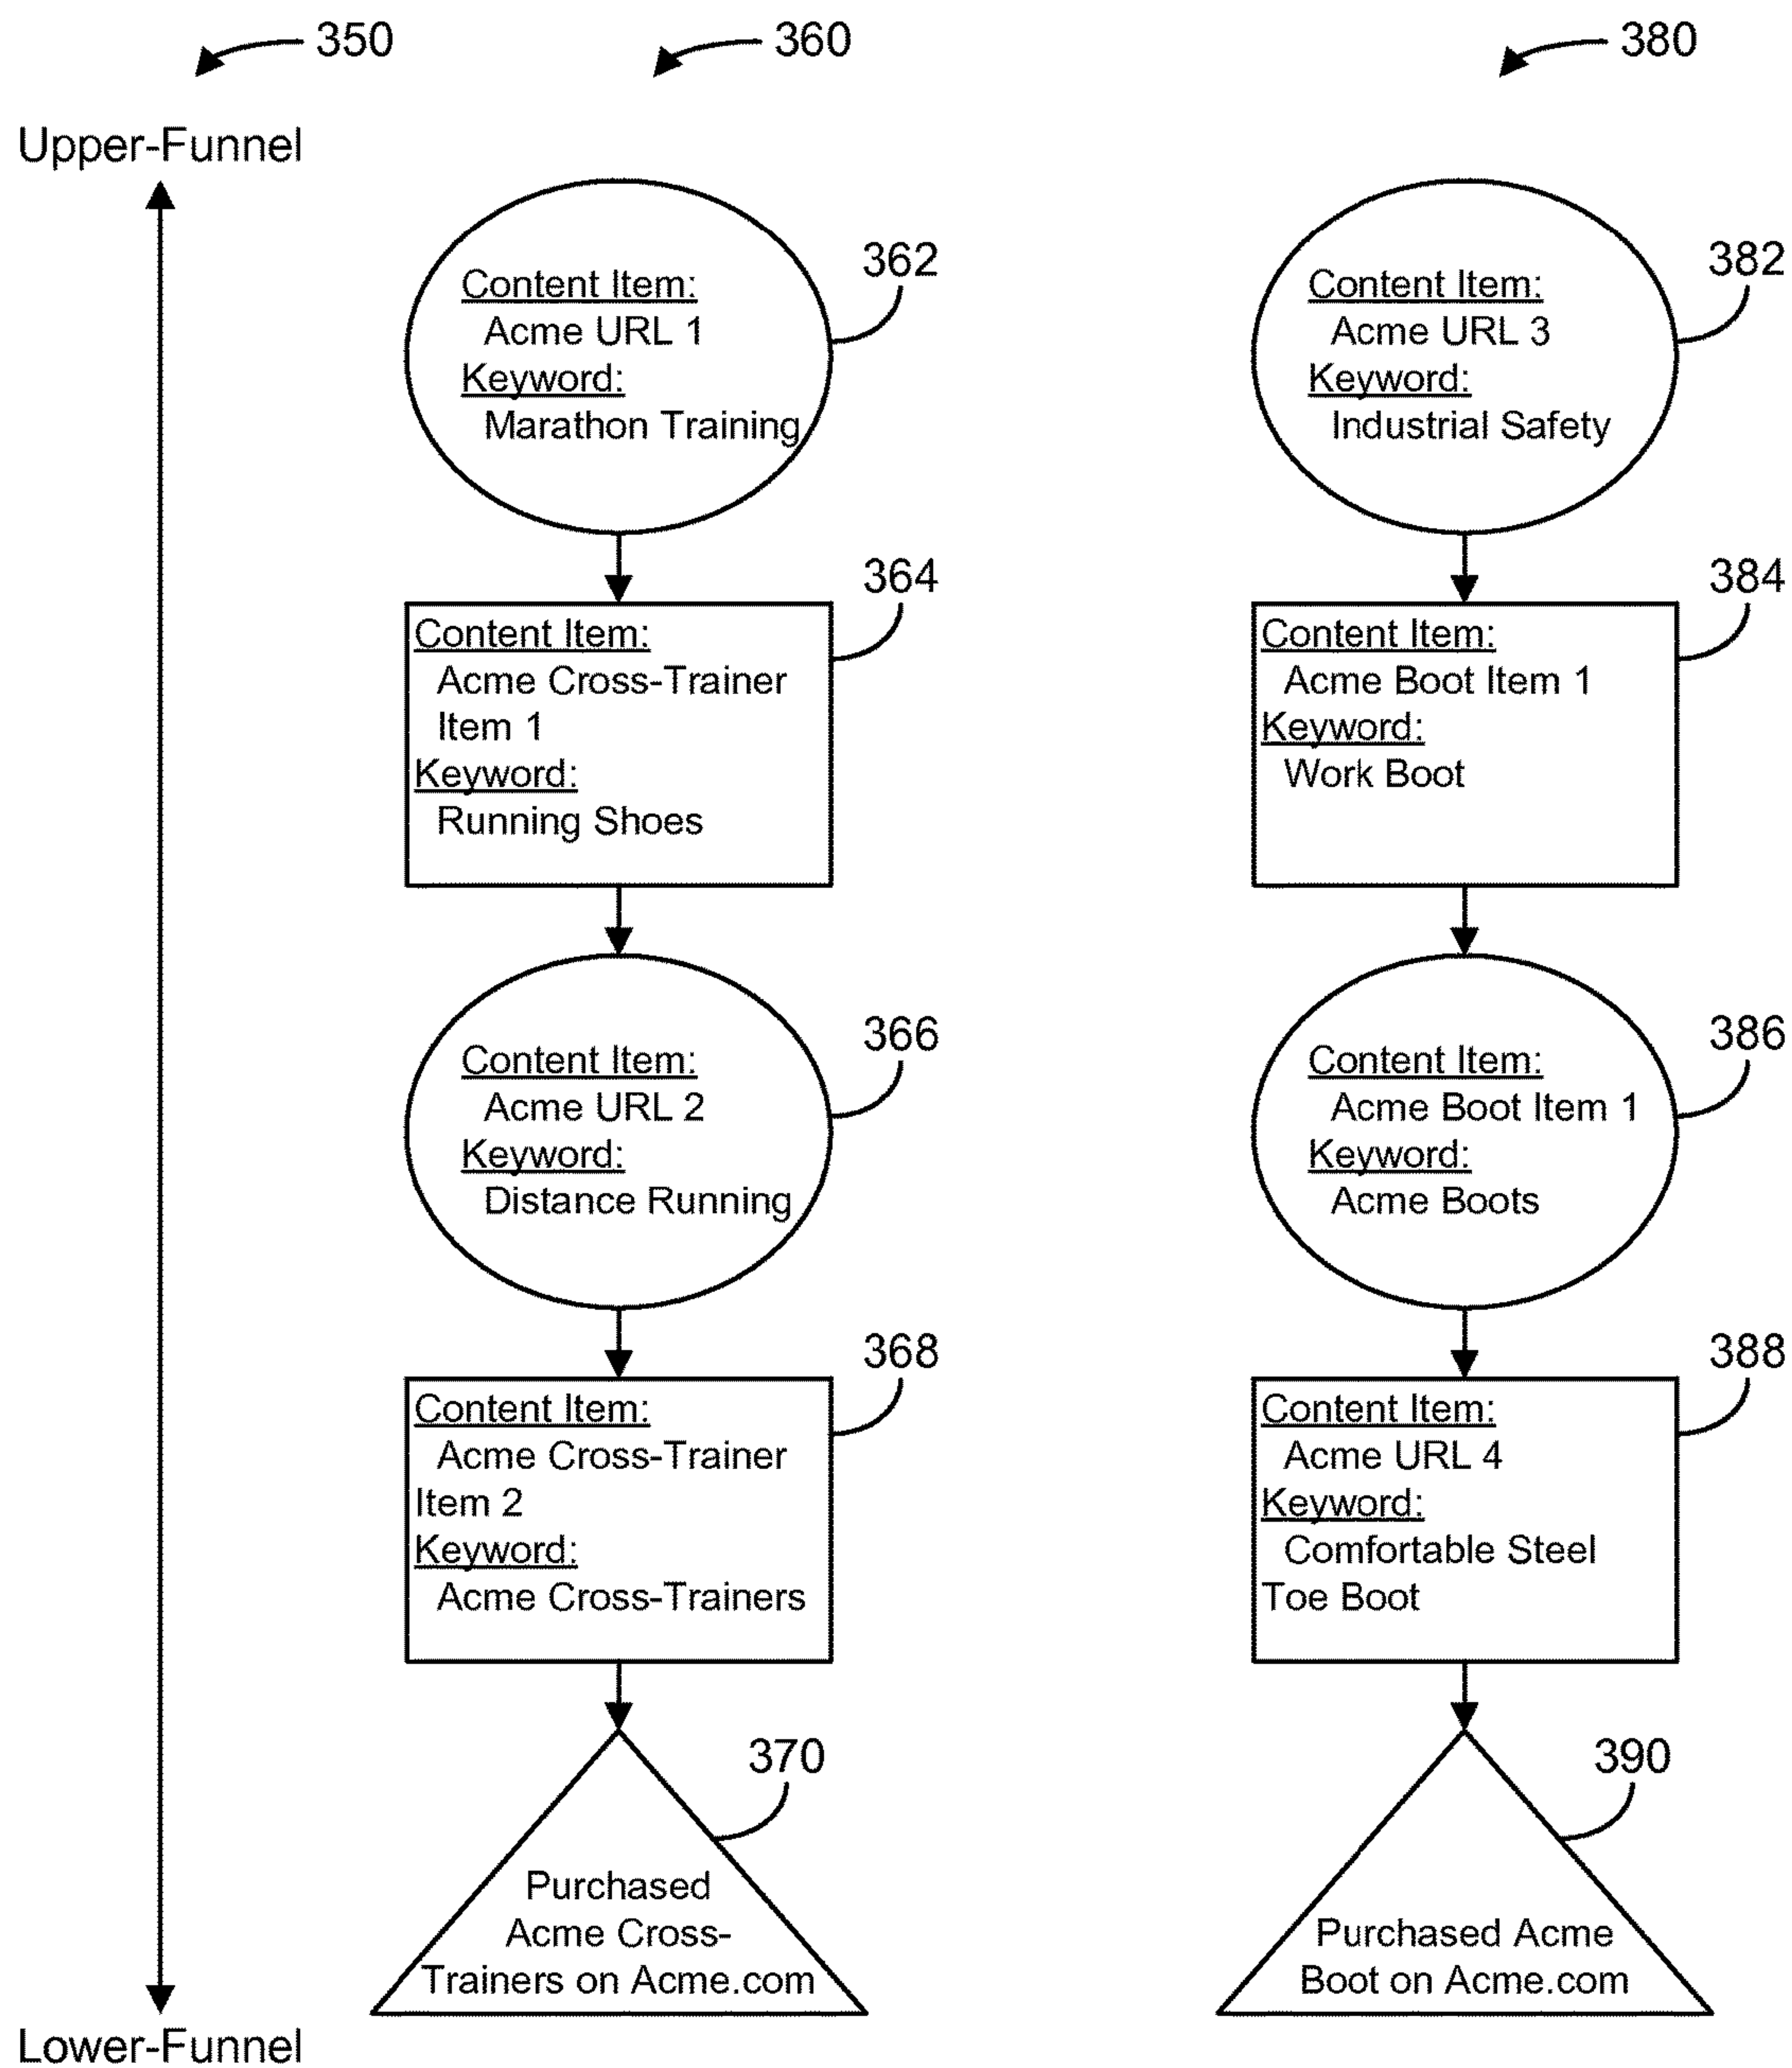 350
360
380
Upper-Funnel
362
Content Item:
Acme URL 1
Keyword:
Marathon Training
364
Content Item:
Acme Cross-Trainer
Item 1
Keyword:
Running Shoes
366
Content Item:
Acme URL 2
Keyword:
Distance Running
368
Content Item:
Acme Cross-Trainer
Item 2
Keyword:
Acme Cross-Trainers
370
Purchased
Acme Cross-
Trainers on Acme.com
382
Content Item:
Acme URL 3
Keyword:
Industrial Safety
384
Content Item:
Acme Boot Item 1
Keyword:
Work Boot
386
Content Item:
Acme Boot Item 1
Keyword:
Acme Boots
388
Content Item:
Acme URL 4
Keyword:
Comfortable Steel
Toe Boot
390
Purchased Acme
Boot on Acme.com
Lower-Funnel